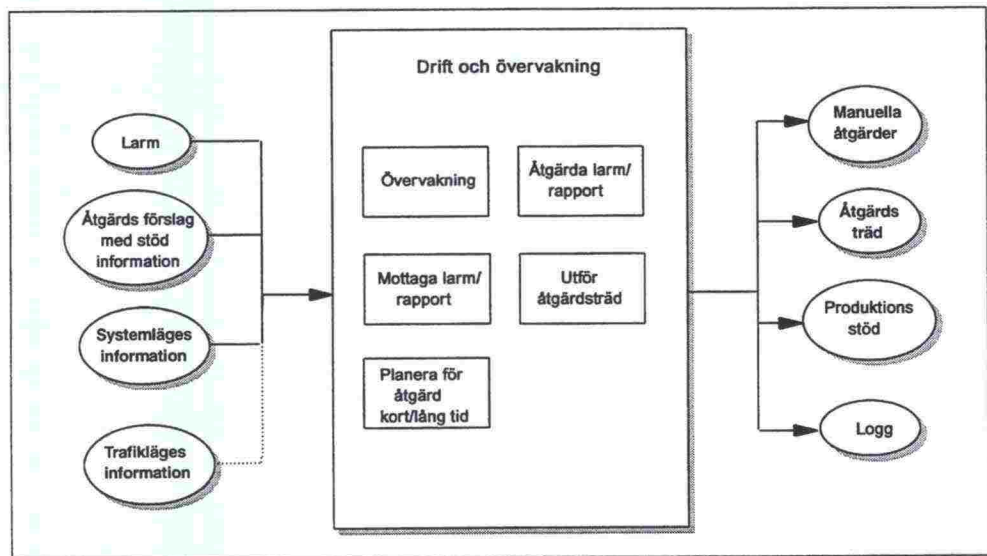 Drift och övervakning
Larm
Åtgärds förslag
med stöd
information
Systemläges
information
Trafikläges
information
Övervakning
Åtgärda larm/
rapport
Mottaga larm/
rapport
Utför
åtgärdsträd
Planera för
åtgärd
kort/lång tid
Manuella
åtgärder
Åtgärds
träd
Produktions
stöd
Logg